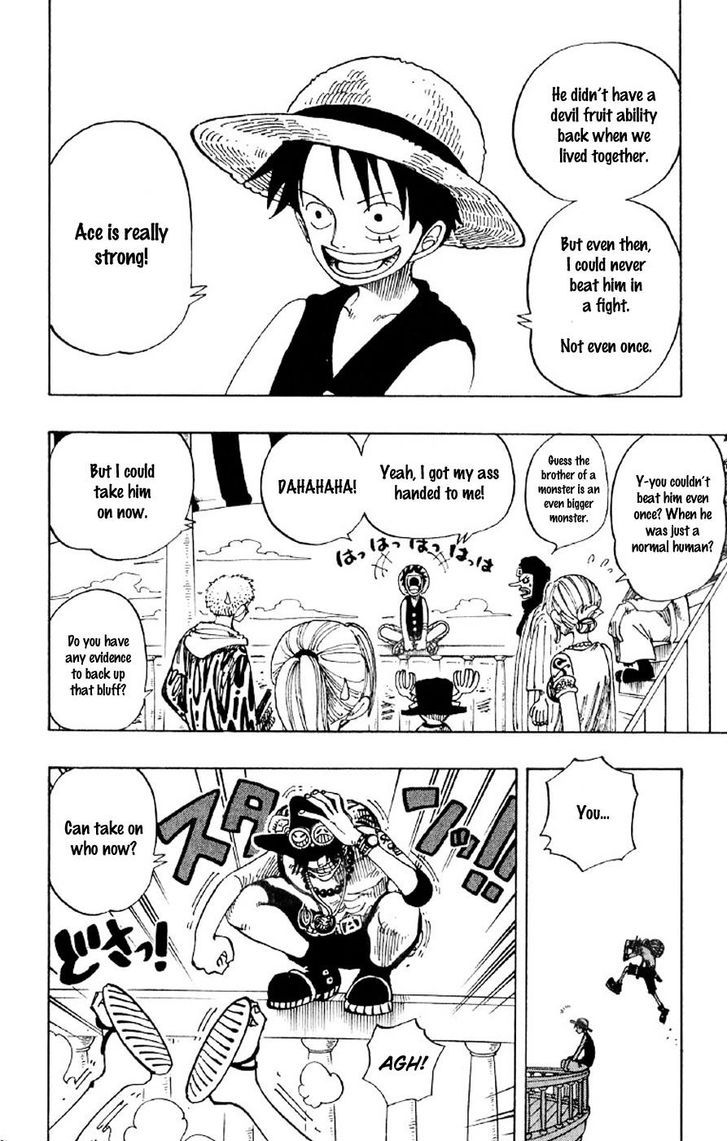 He didn´t have a
devil fruit ability
back when we
lived together.
But even then,
I could never
beat him in
a fight.
Not even once.
Ace is really
strong!
Y-you couldn´t
beat him even
once? When he
was just a
normal human?
Guess the
brother of a
monster is an
even bigger
monster.
Yeah, I got my ass
handed to me!
DAHAHAHA!
はっはっはっはっは
But I could
take him
on now.
Do you have
any evidence
to back up
that bluff?
You...
Can take on
who now?
スタンッ!!
どさっ!
AGH!
A